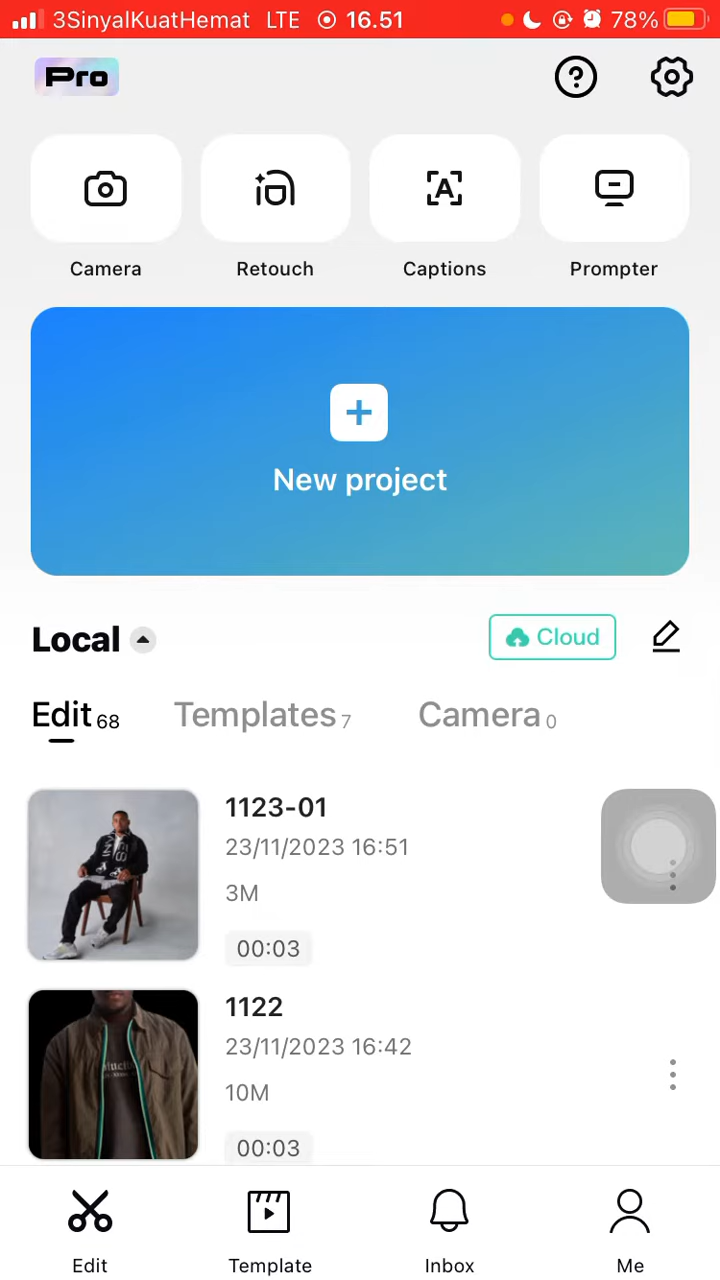 3SinyalKuatHemat LTE 16.51 78%
Pro
Camera Retouch Captions Prompter
New project
Local Cloud
Edit 68 Templates 7 Camera 0
1123-01
23/11/2023 16:51
3M
00:03
1122
23/11/2023 16:42
10M
00:03
Edit Template Inbox Me